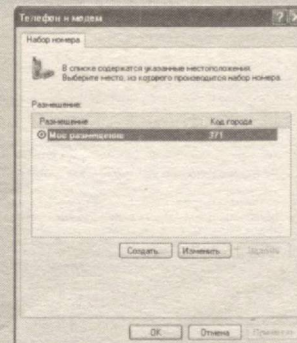 Телефон и модем
Набор номера
В списке содержатся указанные местоположения.
Выберите место, из которого производится набор номера.
Размещение:
Размещение Код города
Мое размещение 371
Создать... Изменить... Удалить
OK Отмена Применить